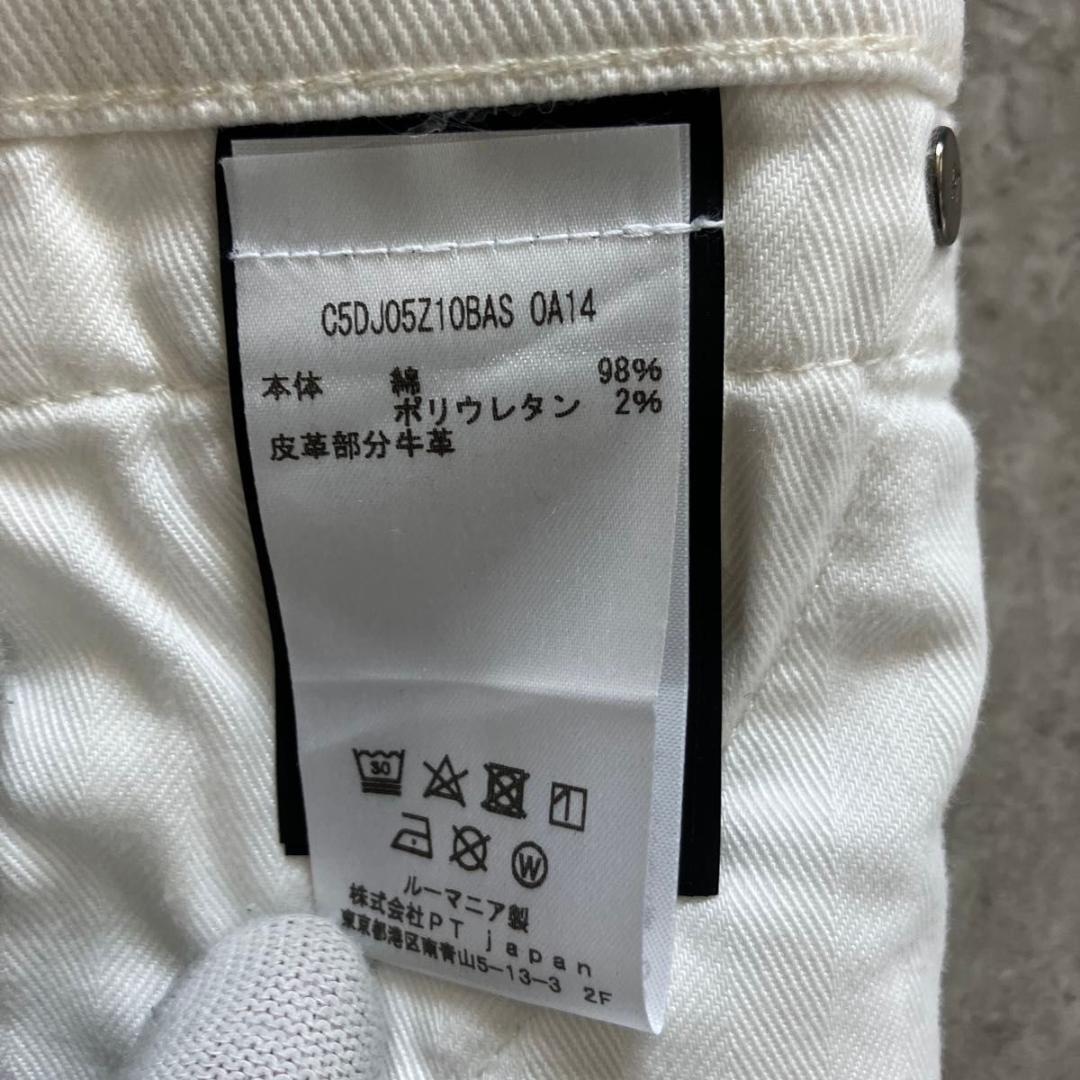 C5DJ05Z10BAS 0A14
本体 綿 98%
ポリウレタン 2%
皮革部分牛革
30
W
ルーマニア製
株式会社PT japan
東京都港区南青山5-13-3 2F